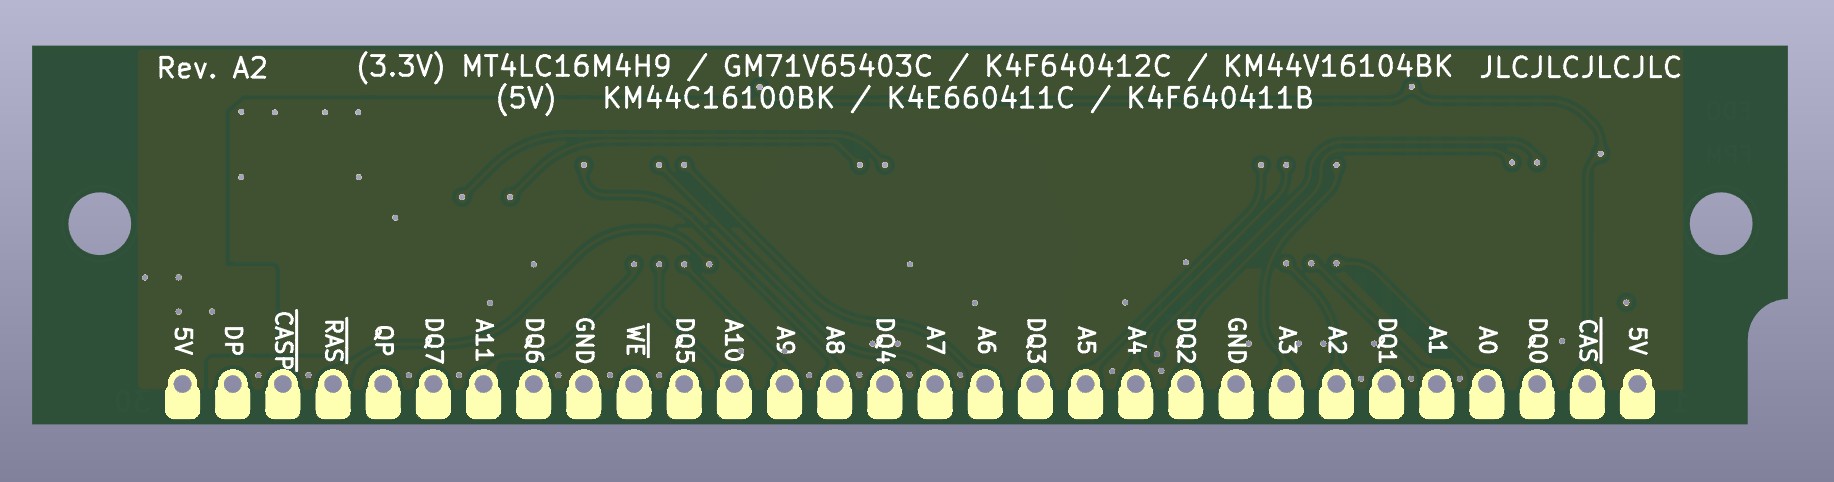 Rev. A2 (3.3V) MT4LC16M4H9 / GM71V65403C / K4F640412C / KM44V16104BK JLCJLCJLCJLC
(5V) KM44C16100BK / K4E660411C / K4F640411B
5V DP CASP RAS QP DQ7 A11 DQ6 GND WE DQ5 A10 A9 A8 DQ4 A7 A6 DQ3 A5 A4 DQ2 GND A3 A2 DQ1 A1 A0 DQ0 CAS 5V